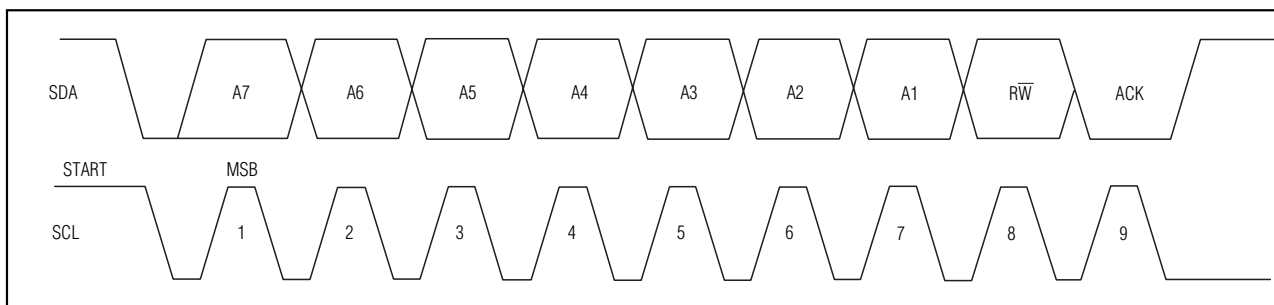 SDA A7 A6 A5 A4 A3 A2 A1 RW̅ ACK
START MSB
SCL 1 2 3 4 5 6 7 8 9